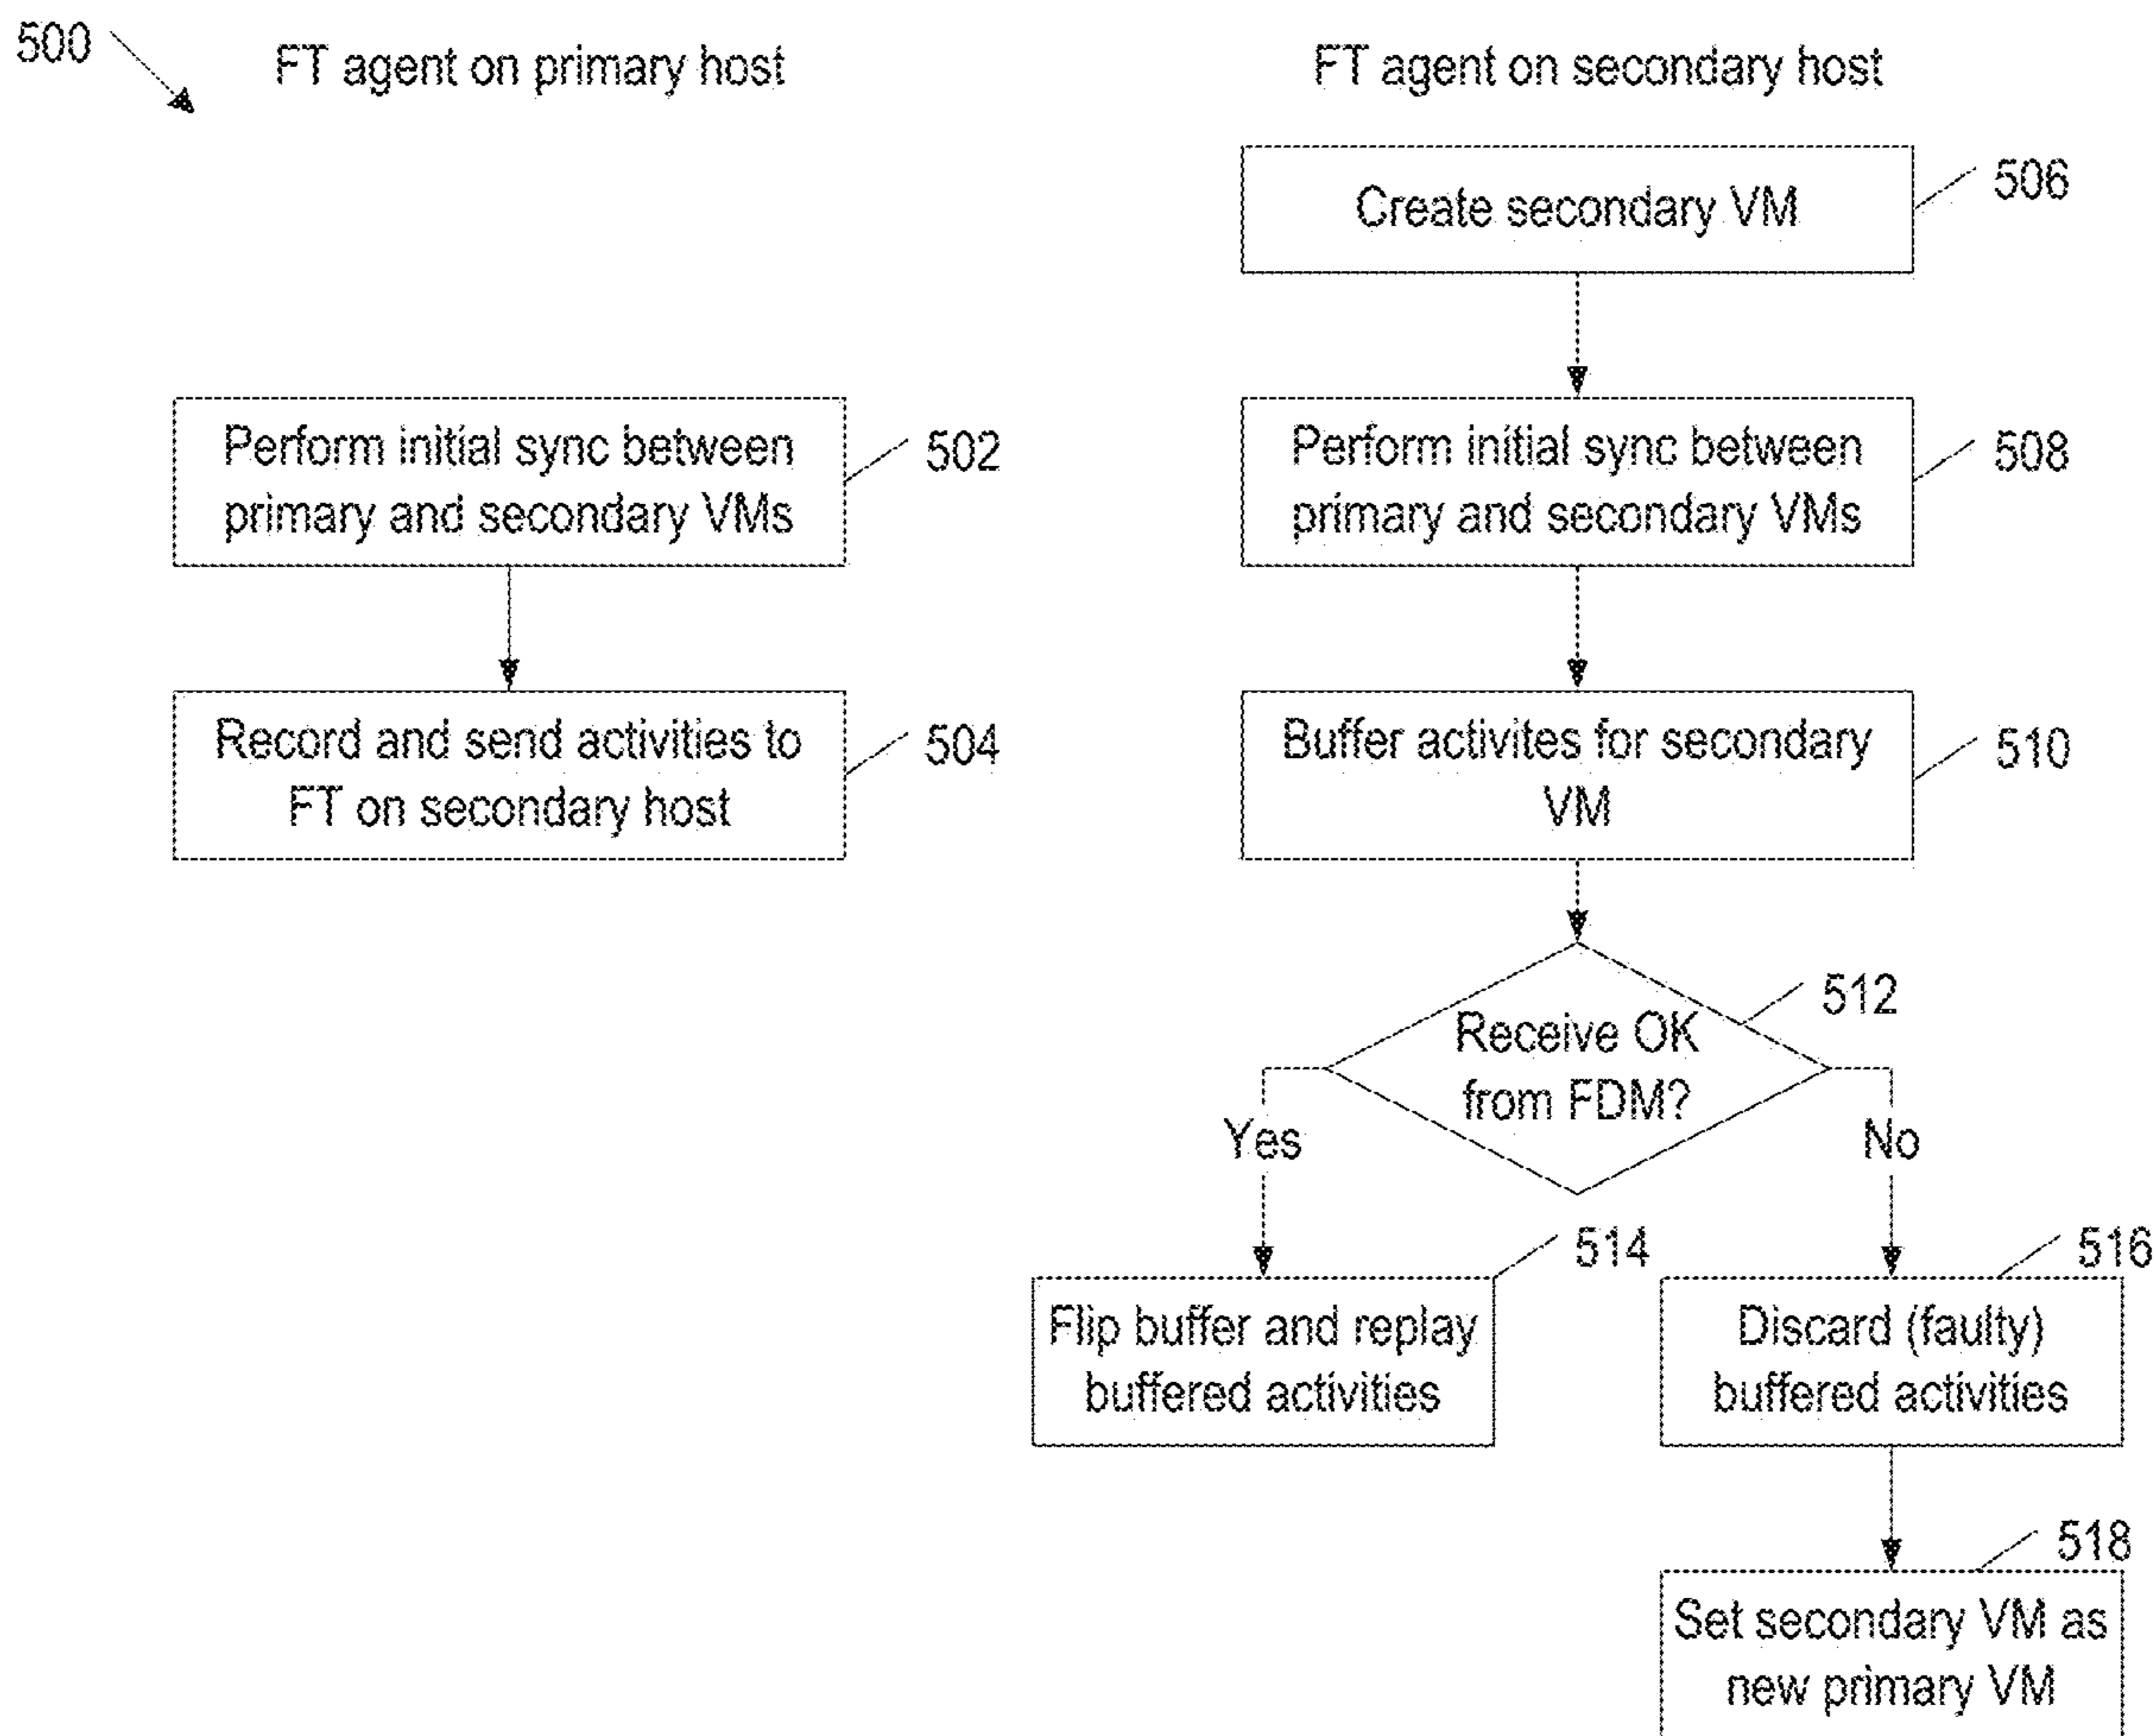 500
FT agent on primary host
FT agent on secondary host
Create secondary VM
506
Perform initial sync between
primary and secondary VMs
502
Perform initial sync between
primary and secondary VMs
508
Record and send activities to
FT on secondary host
504
Buffer activites for secondary
VM
510
Receive OK
from FDM?
512
Yes
No
Flip buffer and replay
buffered activities
514
Discard (faulty)
buffered activities
516
Set secondary VM as
new primary VM
518